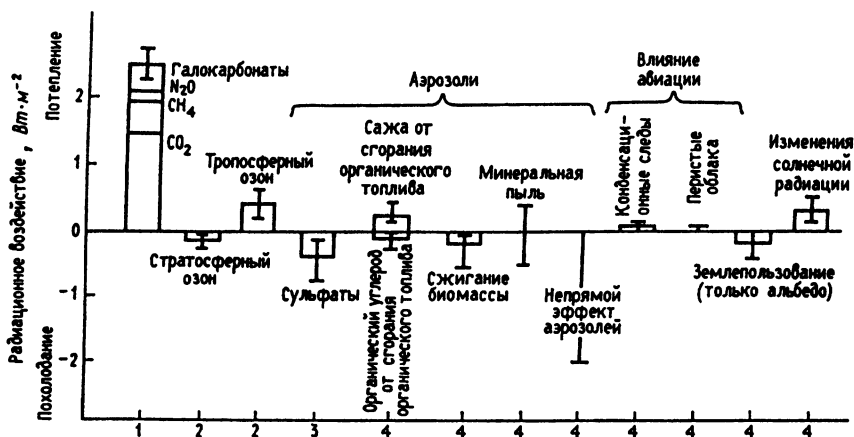 Радиационное воздействие, Вт·м⁻²
Похолодание
Потепление
2
1
0
-1
-2
Галокарбонаты
N₂O
CH₄
CO₂
Стратосферный
озон
Тропосферный
озон
Аэрозоли
Сульфаты
Сажа от
сгорания
органического
топлива
Органический углерод
от сгорания
органического топлива
Сжигание
биомассы
Минеральная
пыль
Непрямой
эффект
аэрозолей
Влияние
авиации
Конденсаци-
онные следы
Перистые
облака
Землепользование
(только альбедо)
Изменения
солнечной
радиации
1 2 2 3 4 4 4 4 4 4 4 4